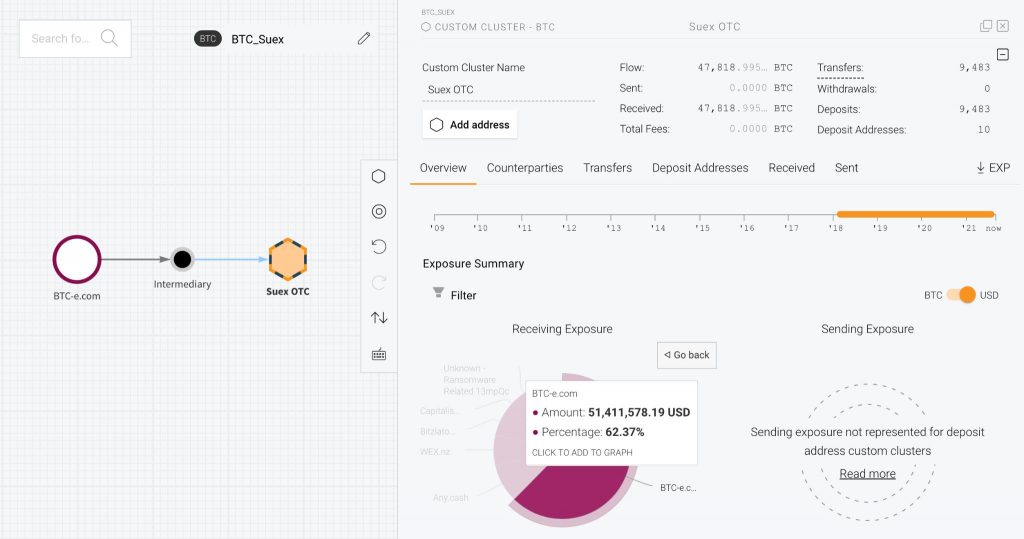 Search fo...
BTC BTC_Suex
BTC-e.com
Intermediary
Suex OTC
BTC_SUEX
CUSTOM CLUSTER - BTC
Suex OTC
Custom Cluster Name
Suex OTC
Add address
Flow: 47,818.995… BTC
Sent: 0.0000 BTC
Received: 47,818.995… BTC
Total Fees: 0.0000 BTC
Transfers: 9,483
Withdrawals: 0
Deposits: 9,483
Deposit Addresses: 10
Overview Counterparties Transfers Deposit Addresses Received Sent EXP
'09 '10 '11 '12 '13 '14 '15 '16 '17 '18 '19 '20 '21 now
Exposure Summary
Filter
BTC USD
Receiving Exposure
Go back
Unknown -
Ransomware
Related 13mpQc
Capitalis...
Bitzlato...
WEX.nz
Any.cash
BTC-e.com
Amount: 51,411,578.19 USD
Percentage: 62.37%
CLICK TO ADD TO GRAPH
BTC-e.c...
Sending Exposure
Sending exposure not represented for deposit
address custom clusters
Read more